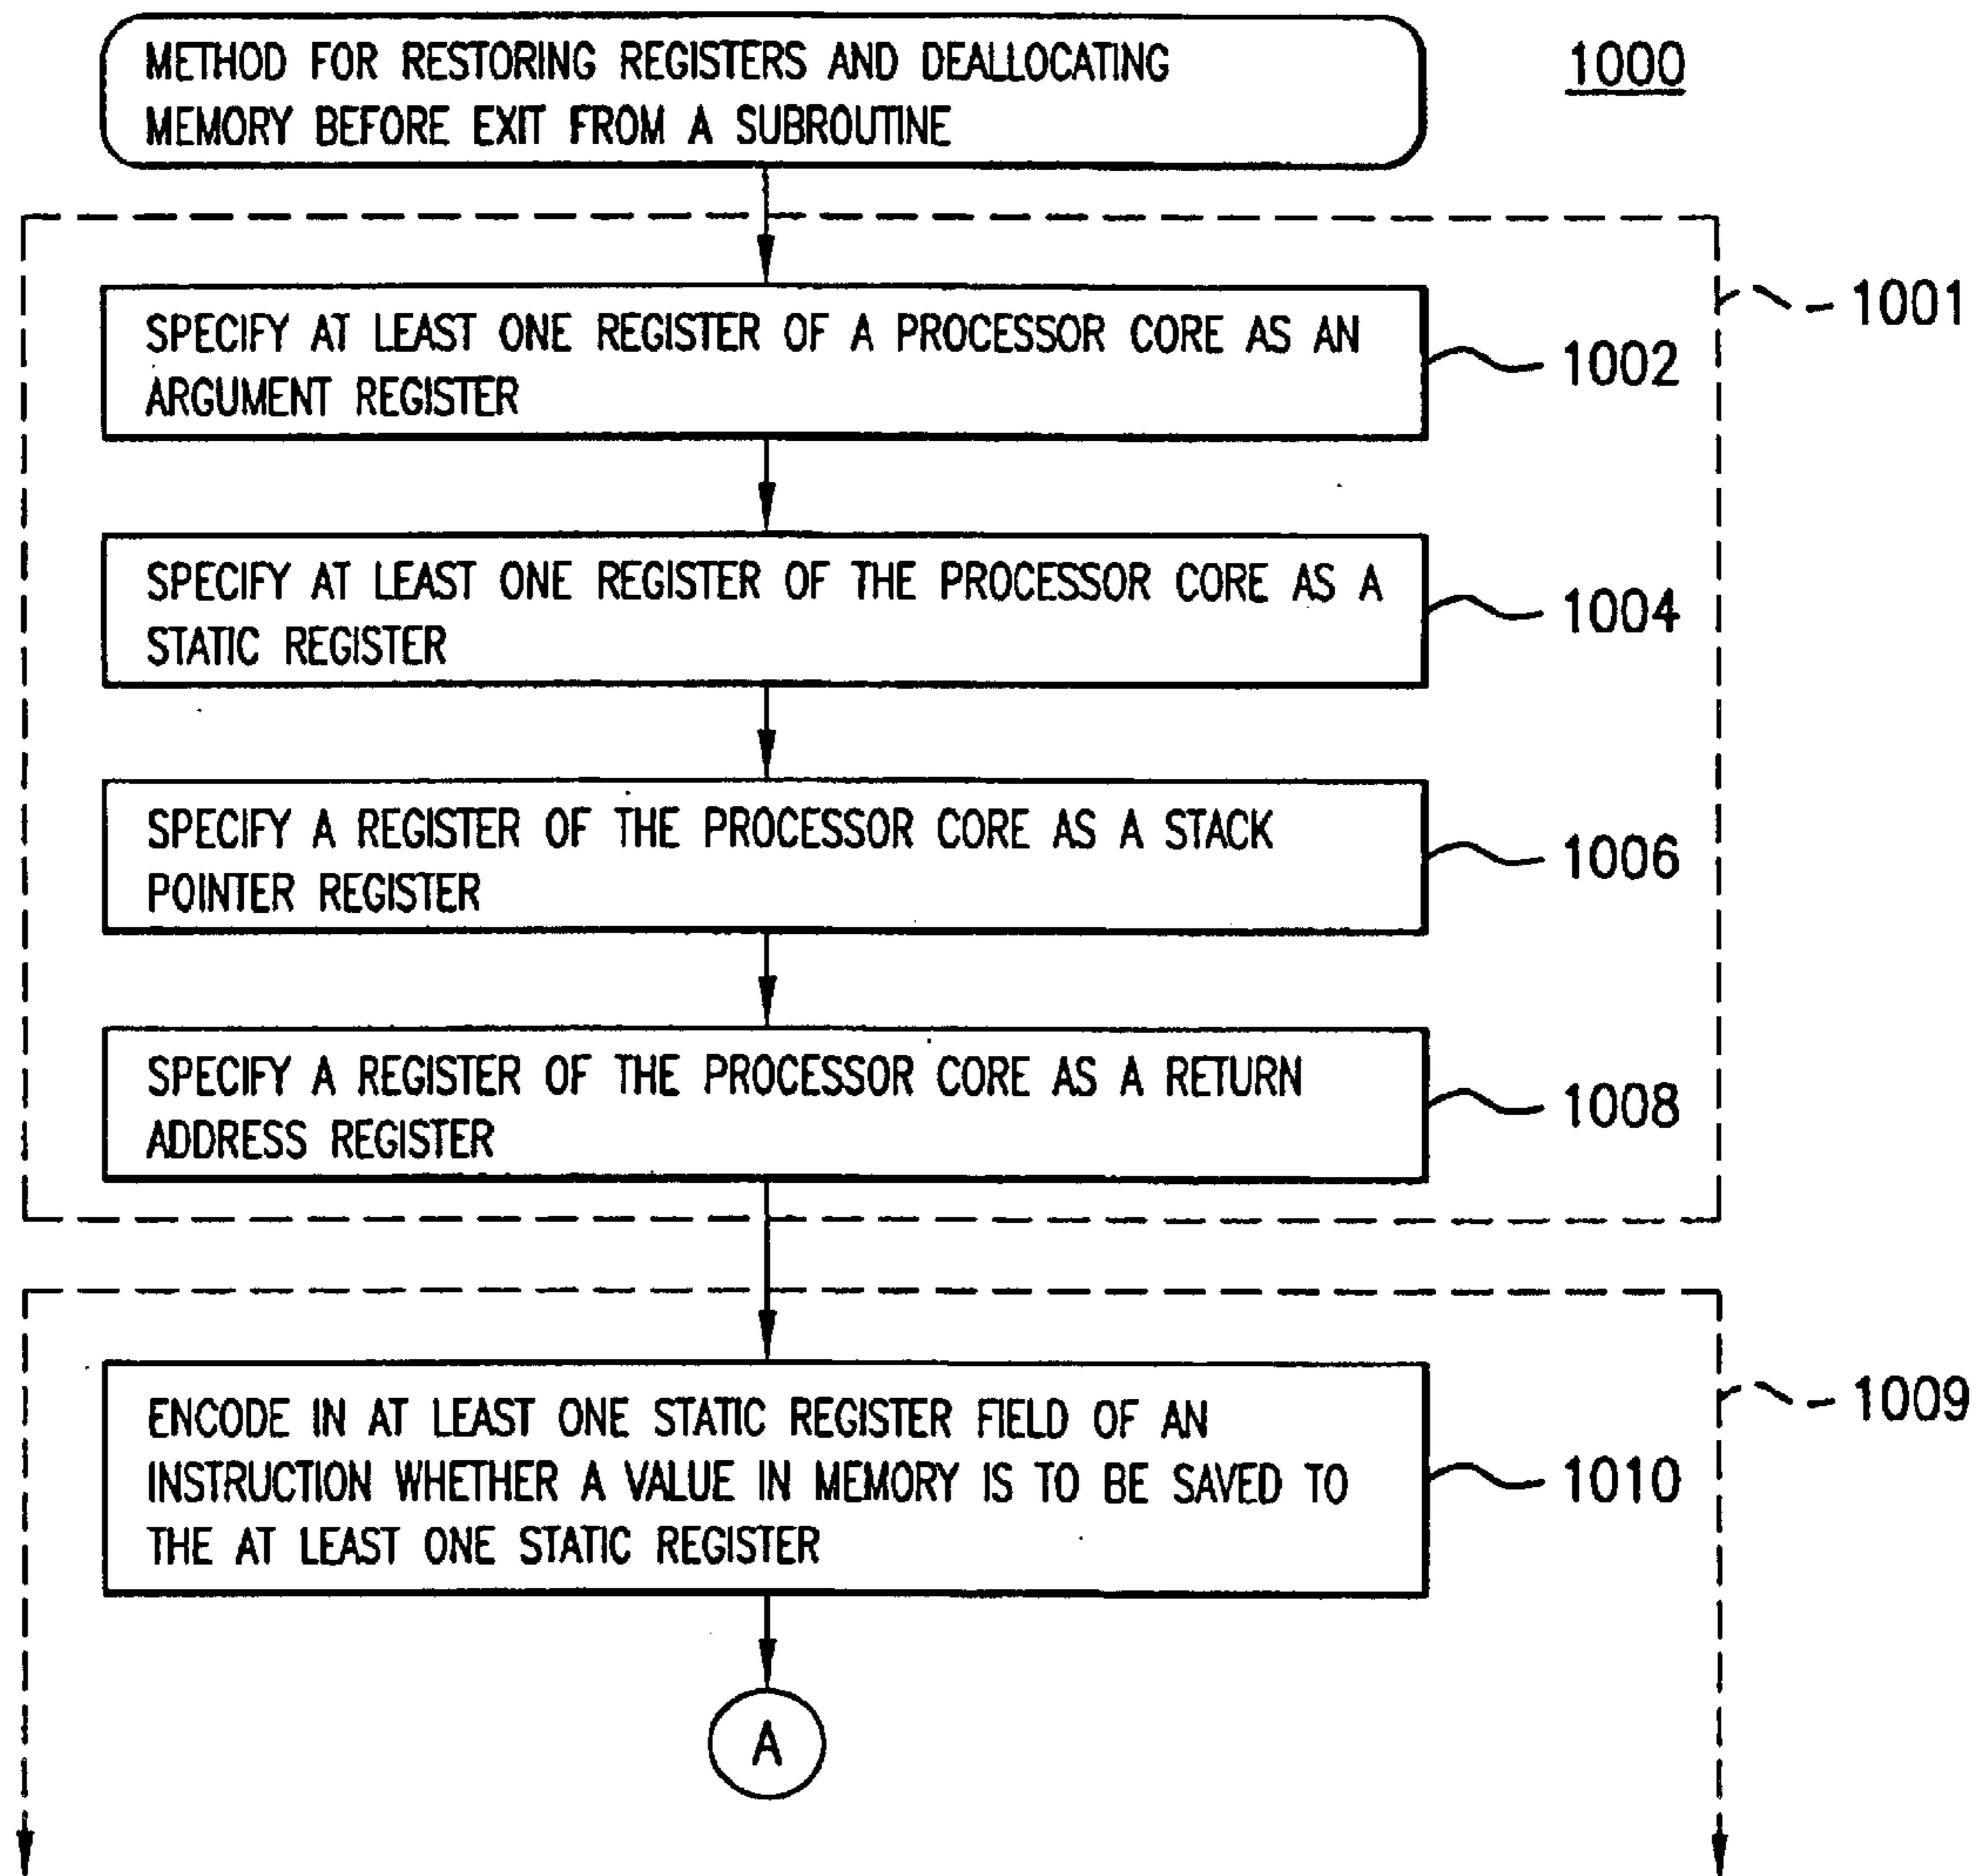 METHOD FOR RESTORING REGISTERS AND DEALLOCATING
MEMORY BEFORE EXIT FROM A SUBROUTINE
1000
1001
SPECIFY AT LEAST ONE REGISTER OF A PROCESSOR CORE AS AN
ARGUMENT REGISTER
1002
SPECIFY AT LEAST ONE REGISTER OF THE PROCESSOR CORE AS A
STATIC REGISTER
1004
SPECIFY A REGISTER OF THE PROCESSOR CORE AS A STACK
POINTER REGISTER
1006
SPECIFY A REGISTER OF THE PROCESSOR CORE AS A RETURN
ADDRESS REGISTER
1008
1009
ENCODE IN AT LEAST ONE STATIC REGISTER FIELD OF AN
INSTRUCTION WHETHER A VALUE IN MEMORY IS TO BE SAVED TO
THE AT LEAST ONE STATIC REGISTER
1010
A